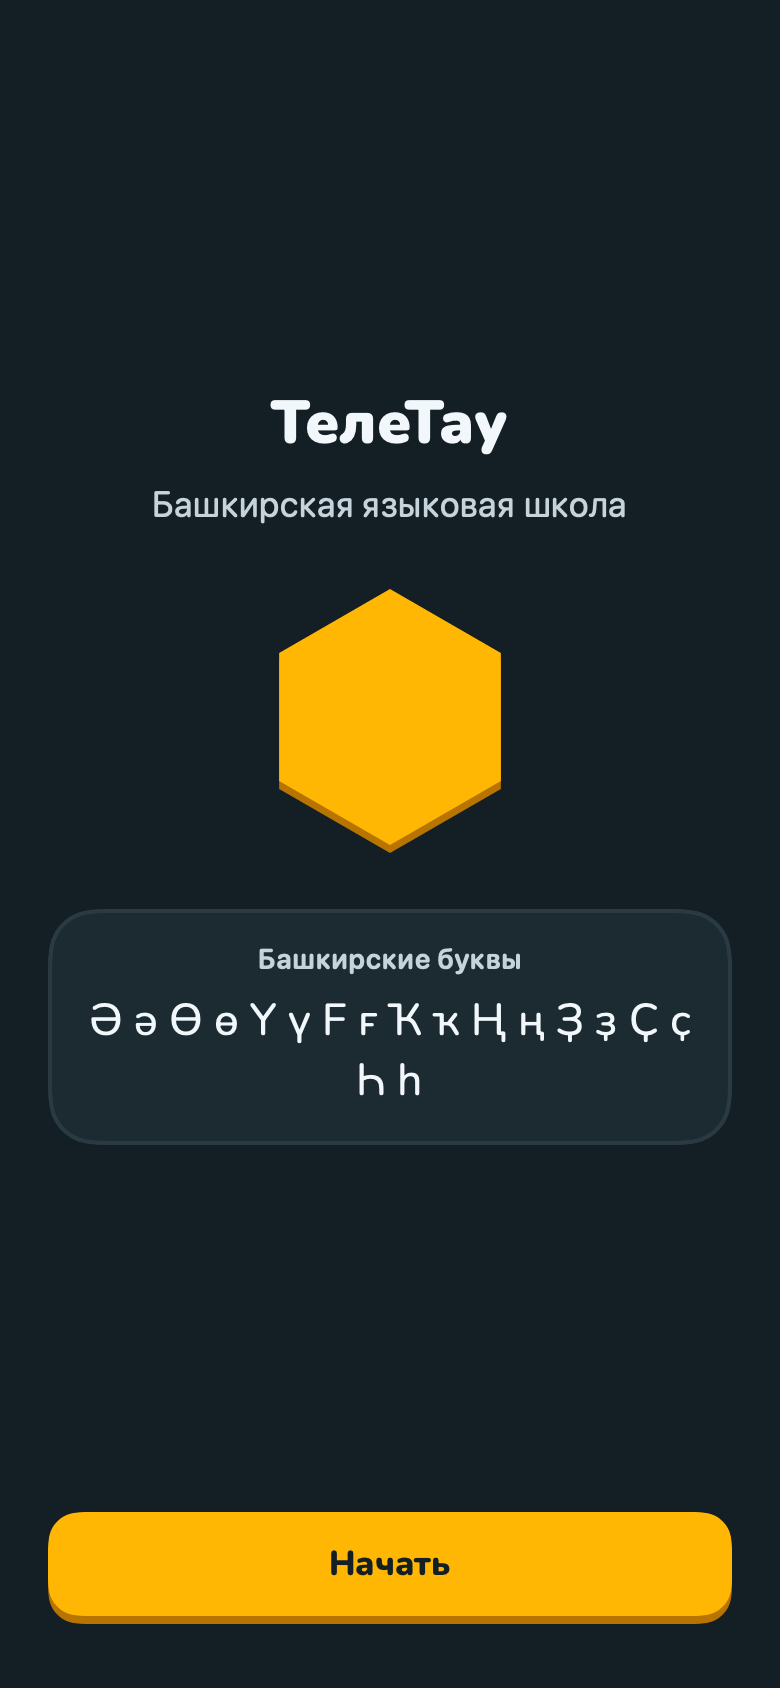 ТелеТау
Башкирская языковая школа
Башкирские буквы
Ә ә Ө ө Ү ү Ғ ғ Ҡ ҡ Ң ң Ҙ ҙ Ҫ ҫ
Һ һ
Начать